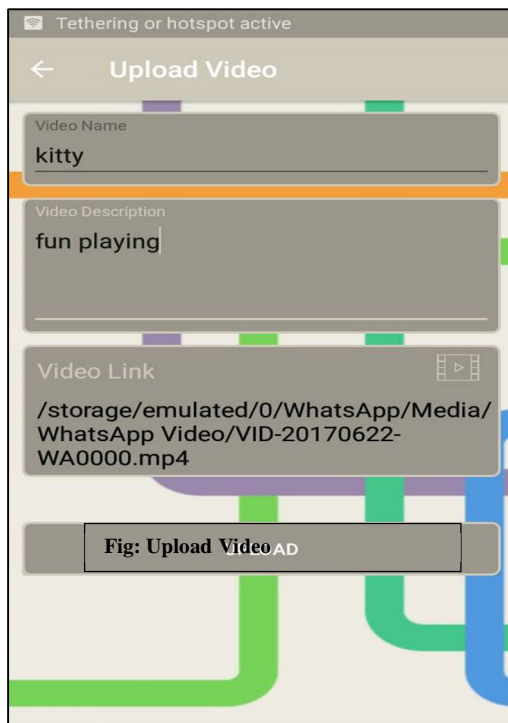 Tethering or hotspot active
Upload Video
Video Name
kitty
Video Description
fun playing
Video Link
/storage/emulated/0/WhatsApp/Media/
WhatsApp Video/VID-20170622-
WA0000.mp4
Fig: Upload Video
UPLOAD